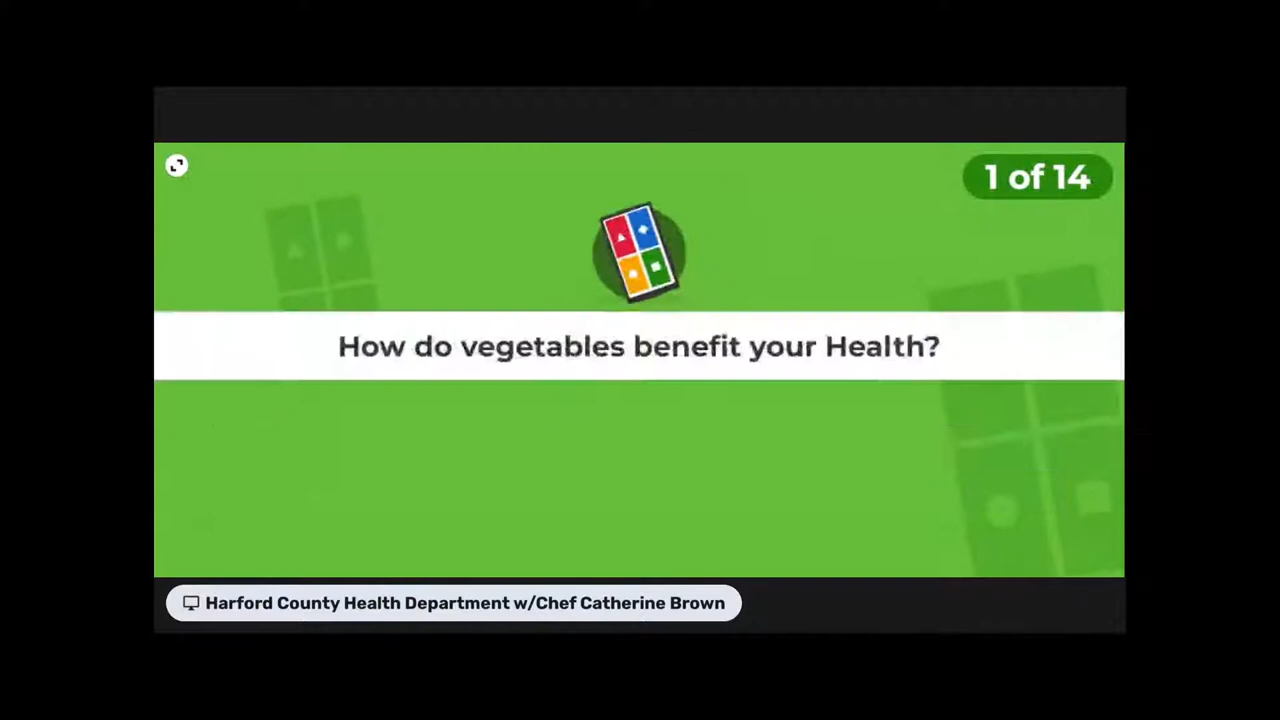 1 of 14
How do vegetables benefit your Health?
Harford County Health Department w/Chef Catherine Brown